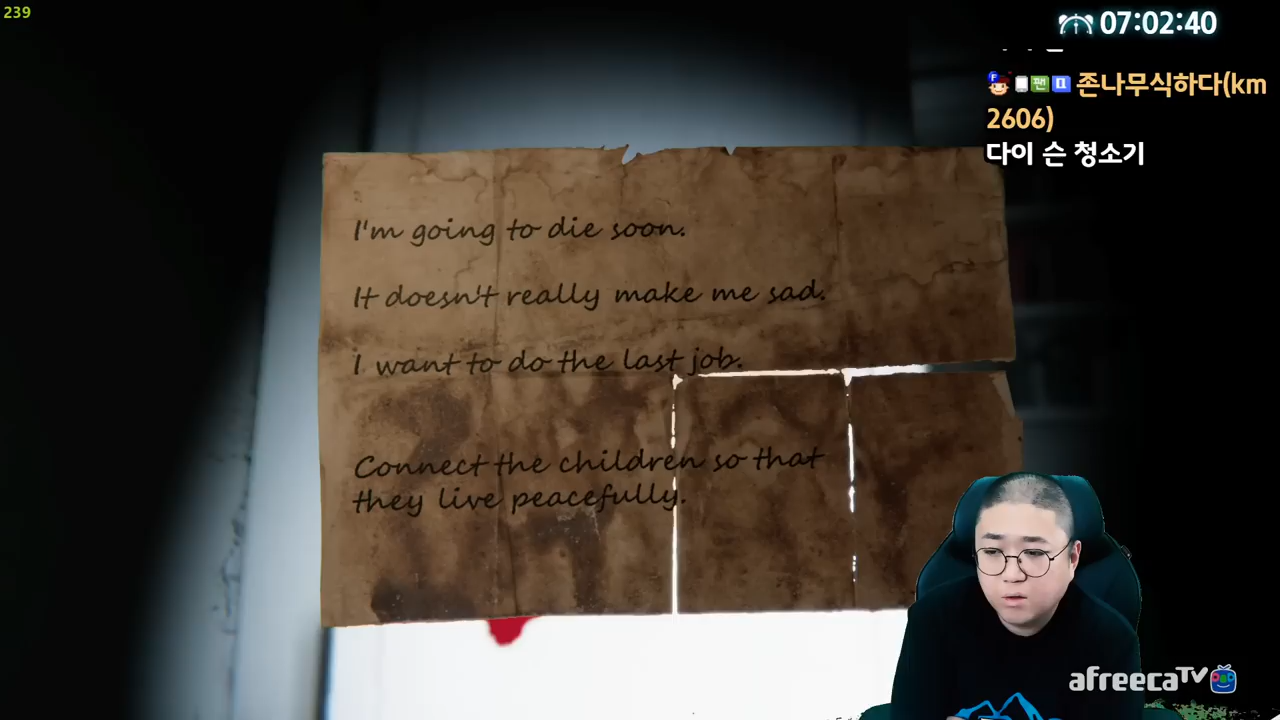 239
07:02:40
존나무식하다(km
2606)
다이 슨 청소기
I'm going to die soon.
It doesn't really make me sad.
I want to do the last job.
Connect the children so that
they live peacefully.
afreecaTV